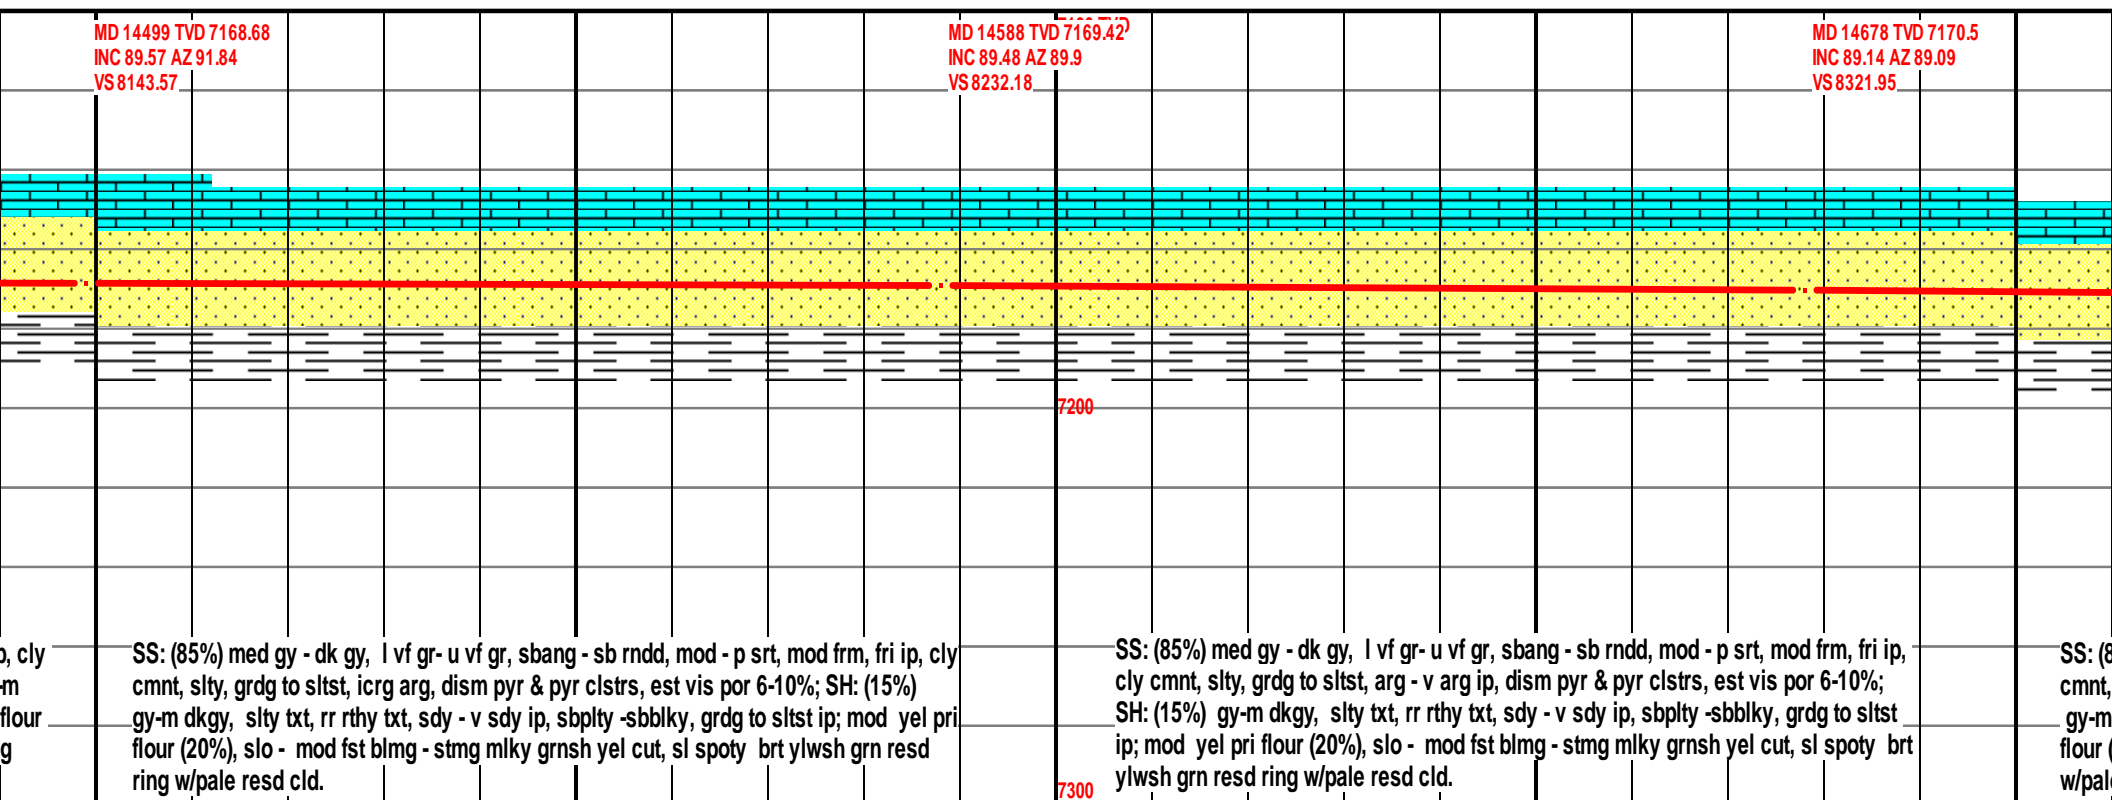 MD 14499 TVD 7168.68
INC 89.57 AZ 91.84
VS 8143.57
MD 14588 TVD 7169.42
INC 89.48 AZ 89.9
VS 8232.18
MD 14678 TVD 7170.5
INC 89.14 AZ 89.09
VS 8321.95
7200
cly
-m
flour
g
SS: (85%) med gy - dk gy, l vf gr- u vf gr, sbang - sb rndd, mod - p srt, mod frm, fri ip, cly
cmnt, slty, grdg to sltst, icrg arg, dism pyr & pyr clstrs, est vis por 6-10%; SH: (15%)
gy-m dkgy, slty txt, rr rthy txt, sdy - v sdy ip, sbplty -sbblky, grdg to sltst ip; mod yel pri
flour (20%), slo - mod fst blmg - stmg mlky grnsh yel cut, sl spoty brt ylwsh grn resd
ring w/pale resd cld.
SS: (85%) med gy - dk gy, l vf gr- u vf gr, sbang - sb rndd, mod - p srt, mod frm, fri ip,
cly cmnt, slty, grdg to sltst, arg - v arg ip, dism pyr & pyr clstrs, est vis por 6-10%;
SH: (15%) gy-m dkgy, slty txt, rr rthy txt, sdy - v sdy ip, sbplty -sbblky, grdg to sltst
ip; mod yel pri flour (20%), slo - mod fst blmg - stmg mlky grnsh yel cut, sl spoty brt
ylwsh grn resd ring w/pale resd cld.
7300
SS: (8
cmnt,
gy-m
flour (
w/pal